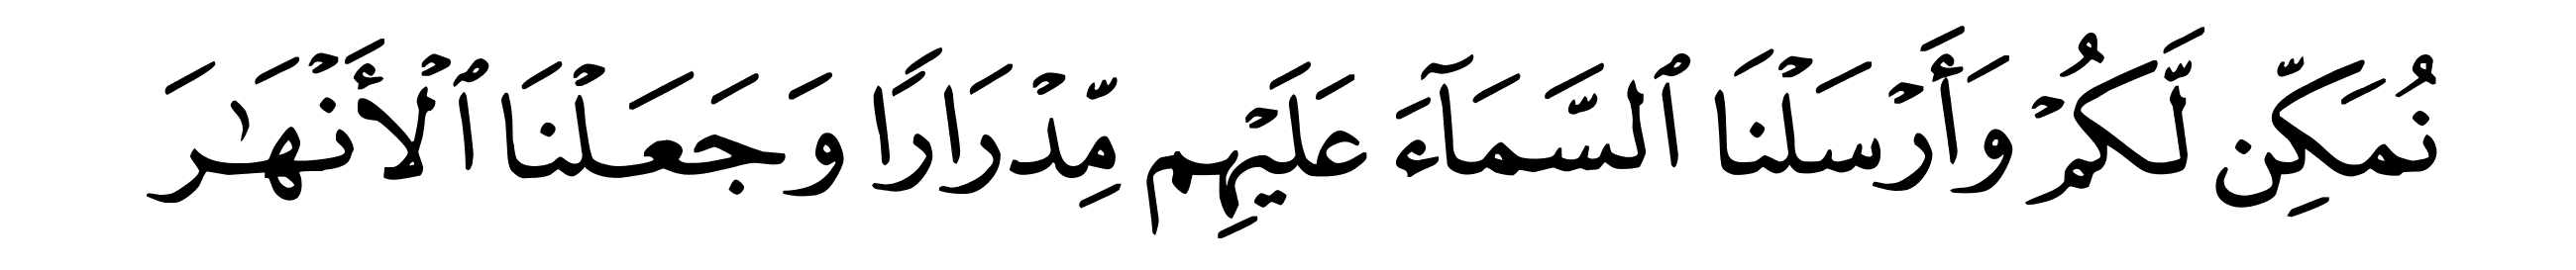 نُمَكِّن لَّكُمْ وَأَرْسَلْنَا ٱلسَّمَآءَ عَلَيْهِم مِّدْرَارًا وَجَعَلْنَا ٱلْأَنْهَٰرَ